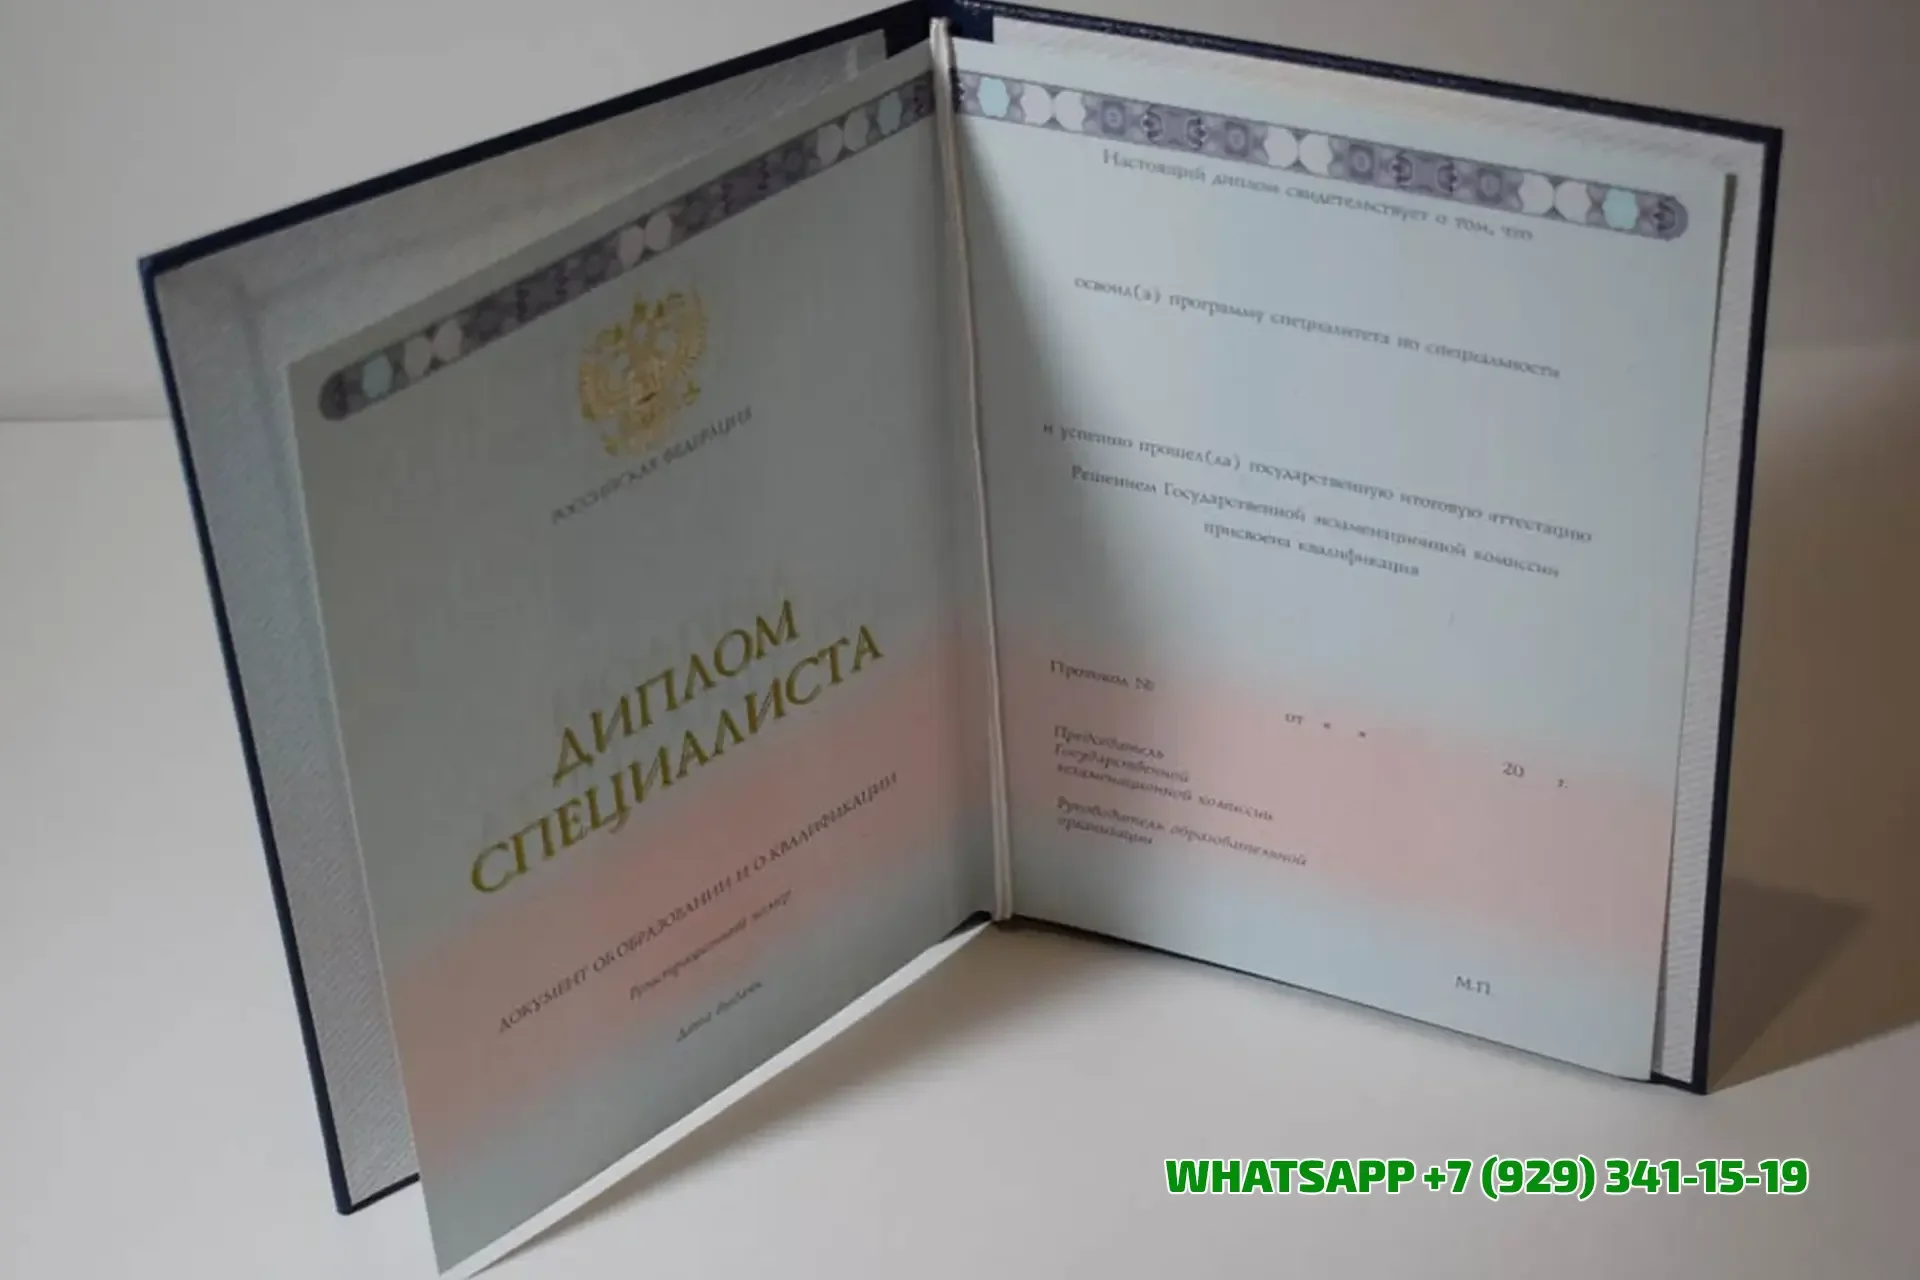 РОССИЙСКАЯ ФЕДЕРАЦИЯ
ДИПЛОМ
СПЕЦИАЛИСТА
ДОКУМЕНТ ОБ ОБРАЗОВАНИИ И О КВАЛИФИКАЦИИ
Регистрационный номер
Дата выдачи
Настоящий диплом свидетельствует о том, что
освоил(а) программу специалитета по специальности
и успешно прошел(ла) государственную итоговую аттестацию
Решением Государственной экзаменационной комиссии
присвоена квалификация
Протокол №
от « »
20 г.
Председатель
Государственной
экзаменационной комиссии
Руководитель образовательной
организации
М.П.
WHATSAPP +7 (929) 341-15-19